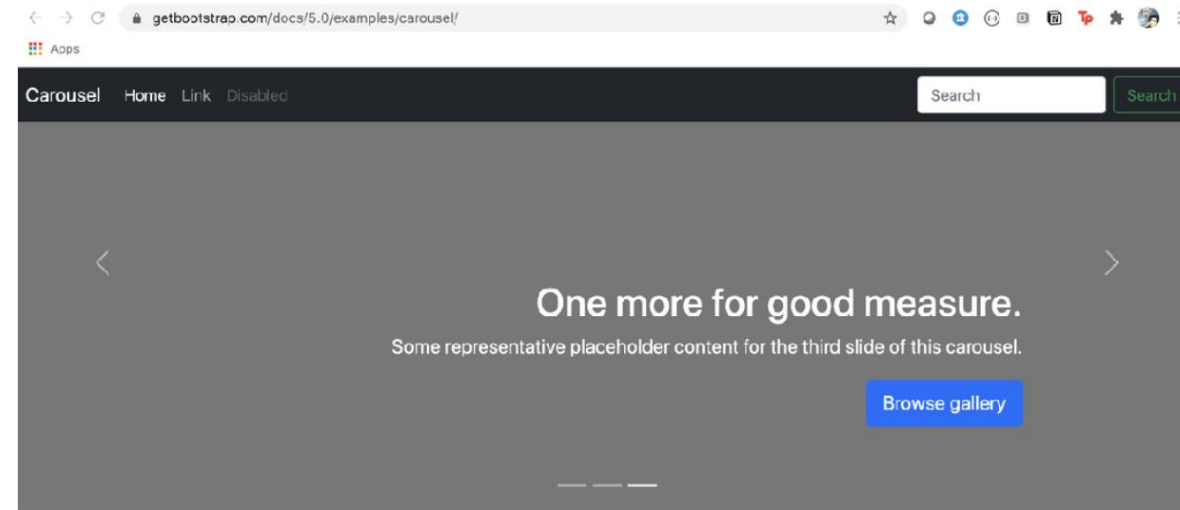 getbootstrap.com/docs/5.0/examples/carousel/
Apps
Carousel Home Link Disabled Search Search
One more for good measure.
Some representative placeholder content for the third slide of this carousel.
Browse gallery